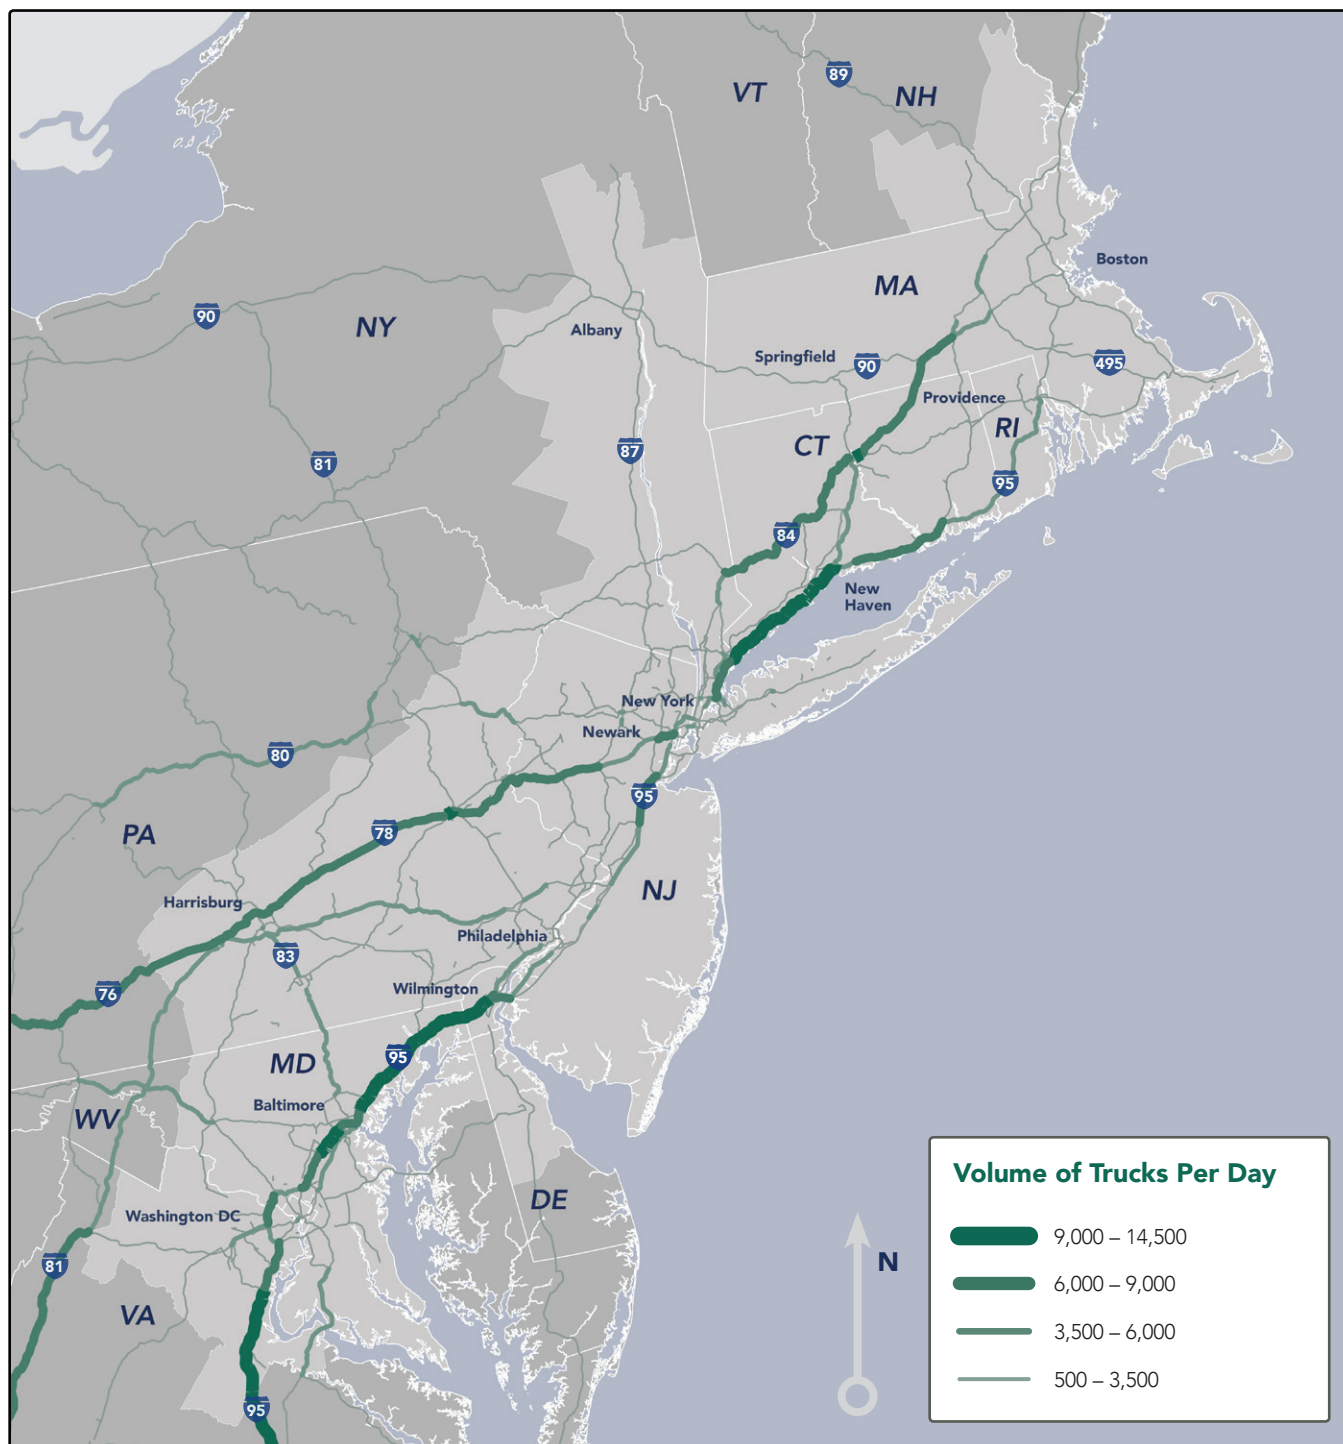 89
VT
NH
Boston
MA
90
NY
Albany
Springfield
90
495
Providence
RI
CT
87
81
95
84
New
Haven
New York
Newark
80
95
PA
78
NJ
Harrisburg
Philadelphia
83
76
Wilmington
95
MD
Baltimore
WV
DE
Washington DC
81
VA
95
N
Volume of Trucks Per Day
9,000 – 14,500
6,000 – 9,000
3,500 – 6,000
500 – 3,500